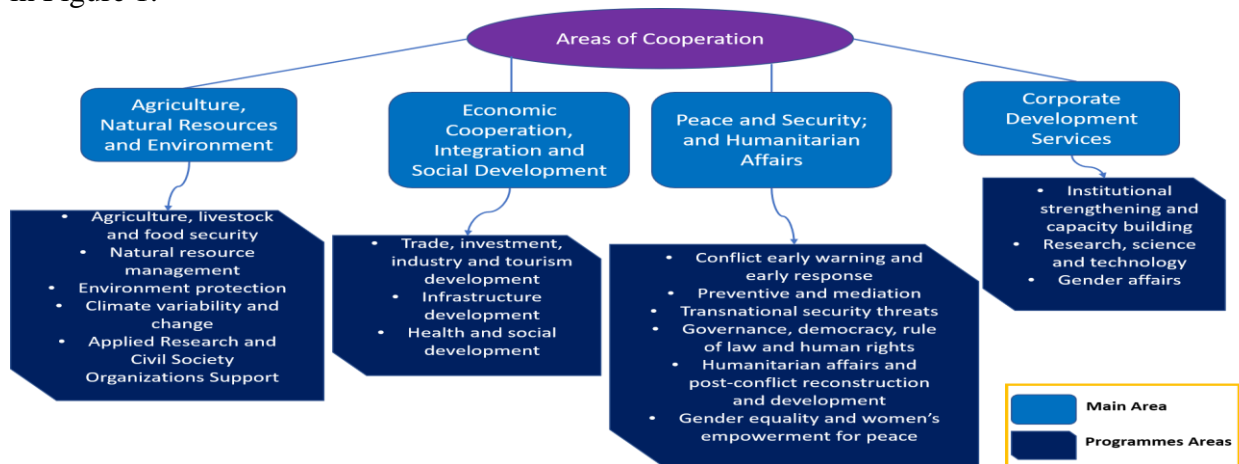 in Figure 1.
Areas of Cooperation
Agriculture,
Natural Resources
and Environment
Economic
Cooperation,
Integration and
Social Development
Peace and Security;
and Humanitarian
Affairs
Corporate
Development
Services
• Agriculture, livestock
and food security
• Natural resource
management
• Environment protection
• Climate variability and
change
• Applied Research and
Civil Society
Organizations Support
• Trade, investment,
industry and tourism
development
• Infrastructure
development
• Health and social
development
• Conflict early warning and
early response
• Preventive and mediation
• Transnational security threats
• Governance, democracy, rule
of law and human rights
• Humanitarian affairs and
post-conflict reconstruction
and development
• Gender equality and women's
empowerment for peace
• Institutional
strengthening and
capacity building
• Research, science
and technology
• Gender affairs
Main Area
Programmes Areas